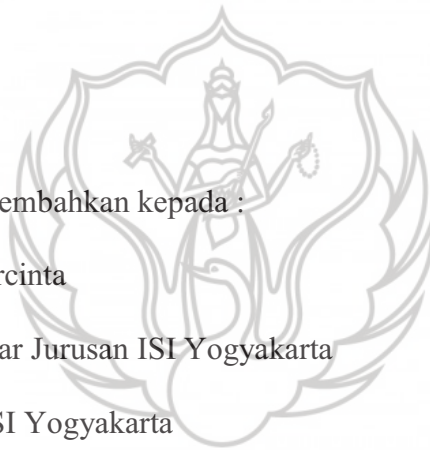 embahkan kepada :
rcinta
ar Jurusan ISI Yogyakarta
SI Yogyakarta